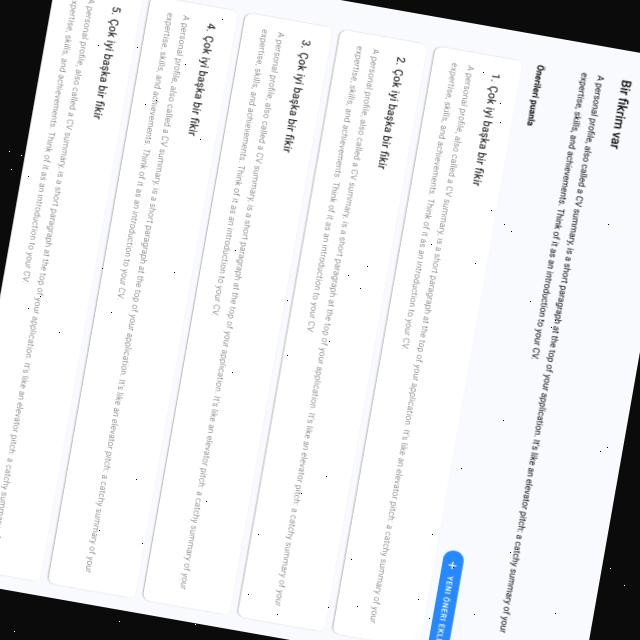 Bir fikrim var
A personal profile, also called a CV summary, is a short paragraph at the top of your application. It's like an elevator pitch: a catchy summary of your
expertise, skills, and achievements. Think of it as an introduction to your CV.
Önerileri puanla
+ YENİ ÖNERİ EKLE
1. Çok iyi başka bir fikir
A personal profile, also called a CV summary, is a short paragraph at the top of your application. It's like an elevator pitch: a catchy summary of your
expertise, skills, and achievements. Think of it as an introduction to your CV.
2. Çok iyi başka bir fikir
A personal profile, also called a CV summary, is a short paragraph at the top of your application. It's like an elevator pitch: a catchy summary of your
expertise, skills, and achievements. Think of it as an introduction to your CV.
3. Çok iyi başka bir fikir
A personal profile, also called a CV summary, is a short paragraph at the top of your application. It's like an elevator pitch: a catchy summary of your
expertise, skills, and achievements. Think of it as an introduction to your CV.
4. Çok iyi başka bir fikir
A personal profile, also called a CV summary, is a short paragraph at the top of your application. It's like an elevator pitch: a catchy summary of your
expertise, skills, and achievements. Think of it as an introduction to your CV.
5. Çok iyi başka bir fikir
A personal profile, also called a CV summary, is a short paragraph at the top of your application. It's like an elevator pitch: a catchy
expertise, skills, and achievements. Think of it as an introduction to your CV.